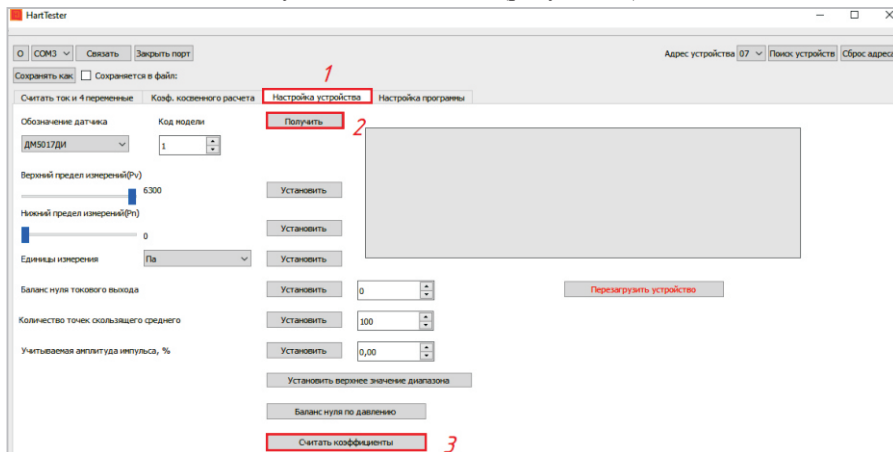 HartTester
О COM3 Связать Закрыть порт Адрес устройства 07 Поиск устройств Сброс адреса
Сохранять как Сохраняется в файл:
1
Считать ток и 4 переменные Коэф. косвенного расчета Настройка устройства Настройка программы
Обозначение датчика Код модели Получить 2
ДМ5017ДИ 1
Верхний предел измерений(Pv)
6300 Установить
Нижний предел измерений(Pn)
0 Установить
Единицы измерения Па Установить
Баланс нуля токового выхода Установить 0 Перезагрузить устройство
Количество точек скользящего среднего Установить 100
Учитываемая амплитуда импульса, % Установить 0,00
Установить верхнее значение диапазона
Баланс нуля по давлению
Считать коэффициенты 3